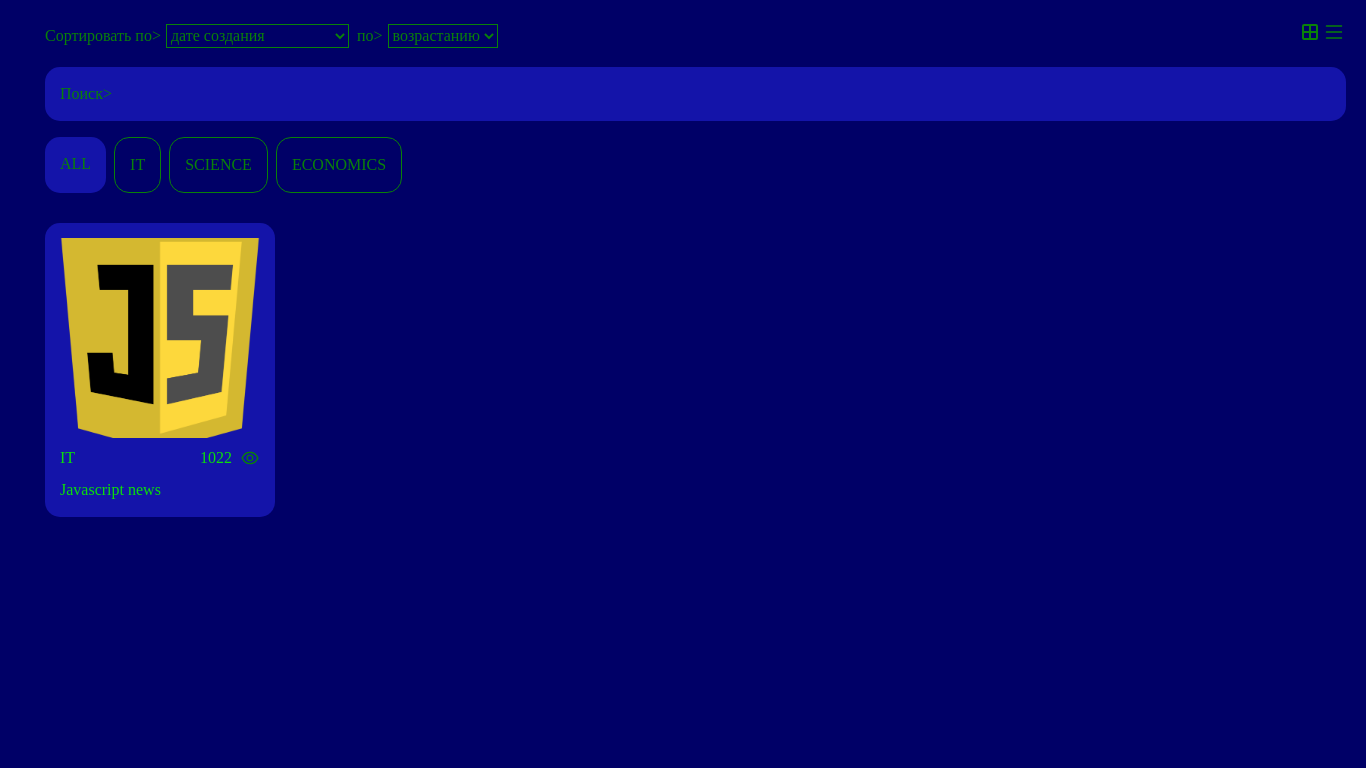 Сортировать по> дате создания по> возрастанию
Поиск>
ALL IT SCIENCE ECONOMICS
JS
IT 1022
Javascript news